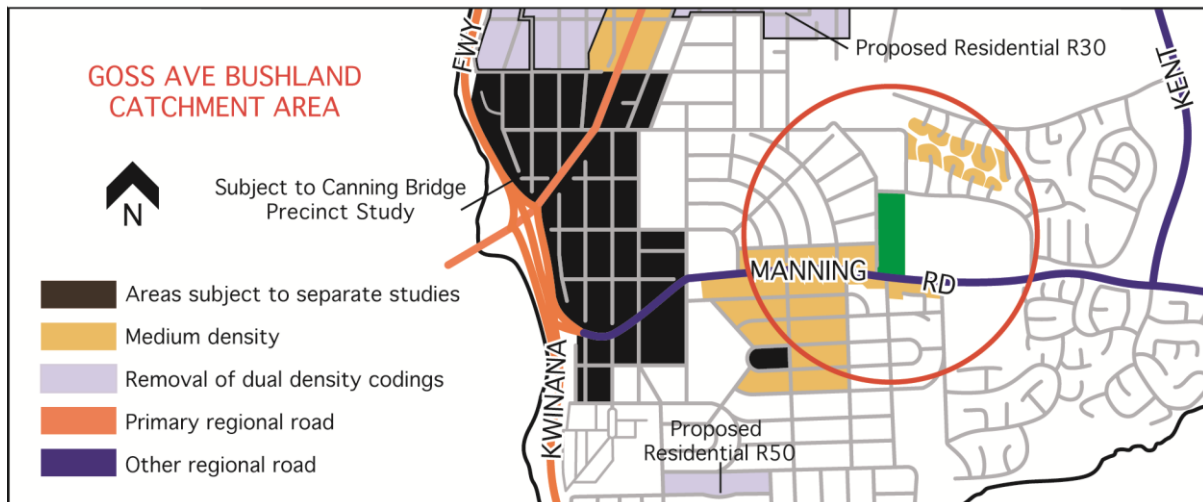 GOSS AVE BUSHLAND
CATCHMENT AREA
N
Subject to Canning Bridge
Precinct Study
Areas subject to separate studies
Medium density
Removal of dual density codings
Primary regional road
Other regional road
FWY
KWINANA
Proposed Residential R30
KENT
MANNING
RD
Proposed
Residential R50